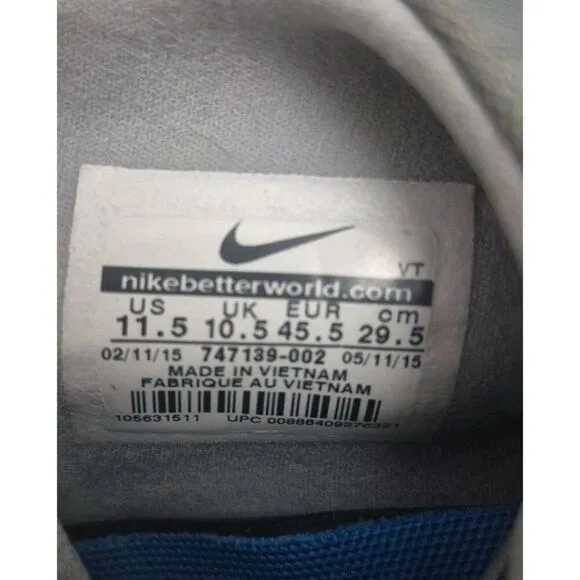 VT
nikebetterworld.com
US UK EUR cm
11.5 10.5 45.5 29.5
02/11/15 747139-002 05/11/15
MADE IN VIETNAM
FABRIQUE AU VIETNAM
105631511 UPC